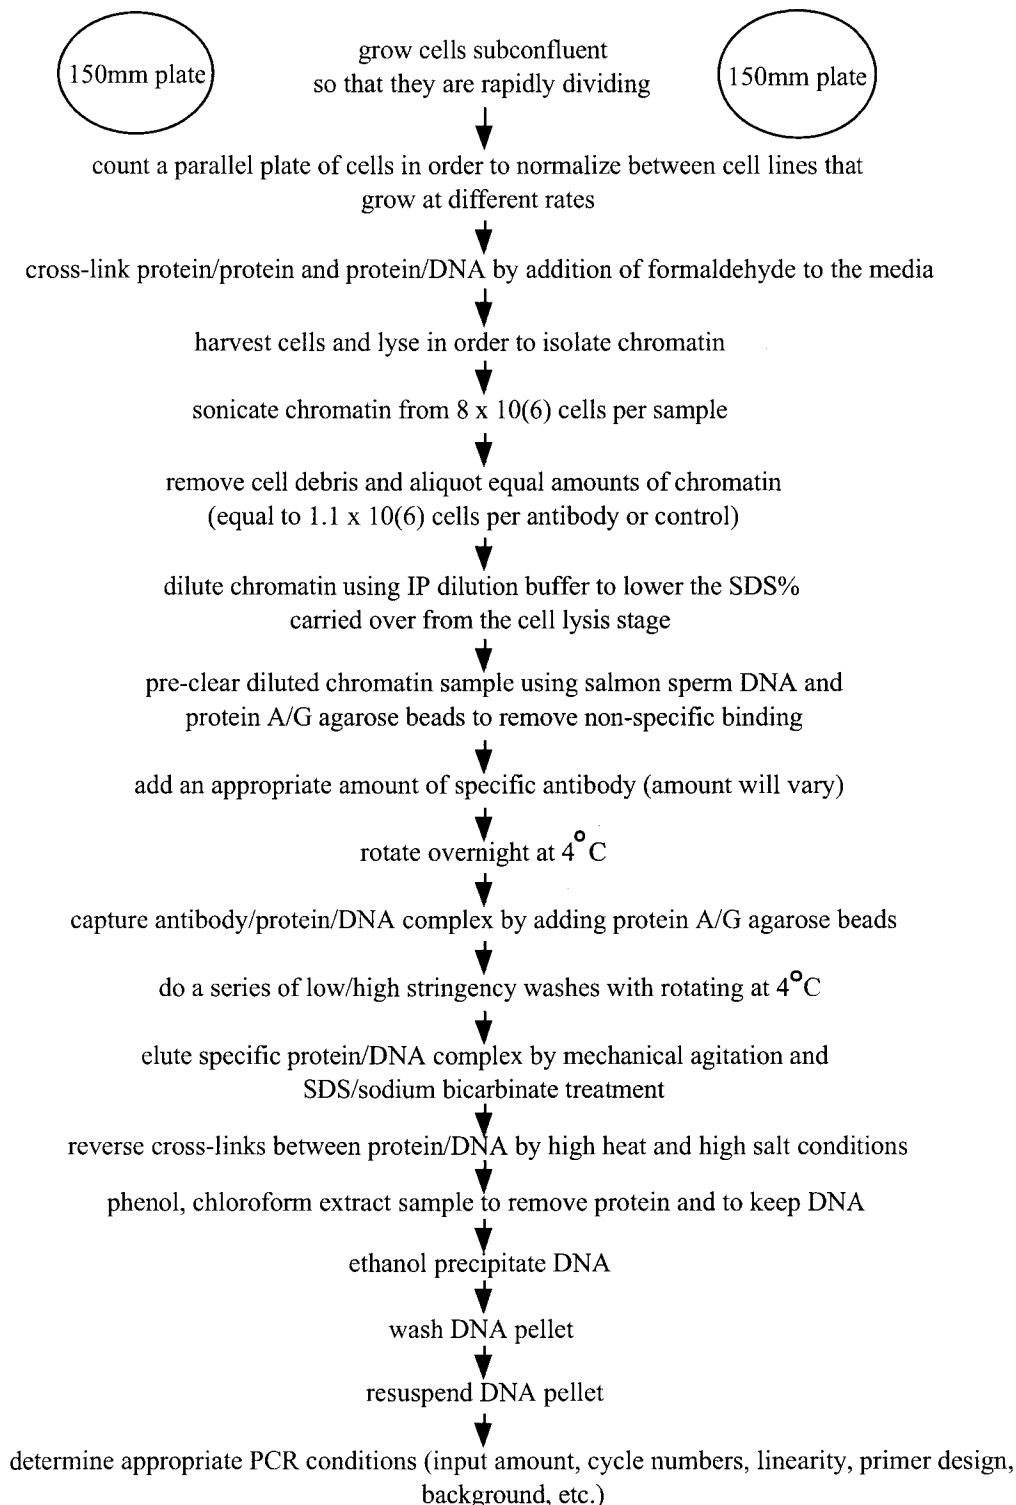 150mm plate
grow cells subconfluent
so that they are rapidly dividing
150mm plate
count a parallel plate of cells in order to normalize between cell lines that
grow at different rates
cross-link protein/protein and protein/DNA by addition of formaldehyde to the media
harvest cells and lyse in order to isolate chromatin
sonicate chromatin from 8 x 10(6) cells per sample
remove cell debris and aliquot equal amounts of chromatin
(equal to 1.1 x 10(6) cells per antibody or control)
dilute chromatin using IP dilution buffer to lower the SDS%
carried over from the cell lysis stage
pre-clear diluted chromatin sample using salmon sperm DNA and
protein A/G agarose beads to remove non-specific binding
add an appropriate amount of specific antibody (amount will vary)
rotate overnight at 4°C
capture antibody/protein/DNA complex by adding protein A/G agarose beads
do a series of low/high stringency washes with rotating at 4°C
elute specific protein/DNA complex by mechanical agitation and
SDS/sodium bicarbinate treatment
reverse cross-links between protein/DNA by high heat and high salt conditions
phenol, chloroform extract sample to remove protein and to keep DNA
ethanol precipitate DNA
wash DNA pellet
resuspend DNA pellet
determine appropriate PCR conditions (input amount, cycle numbers, linearity, primer design,
background, etc.)